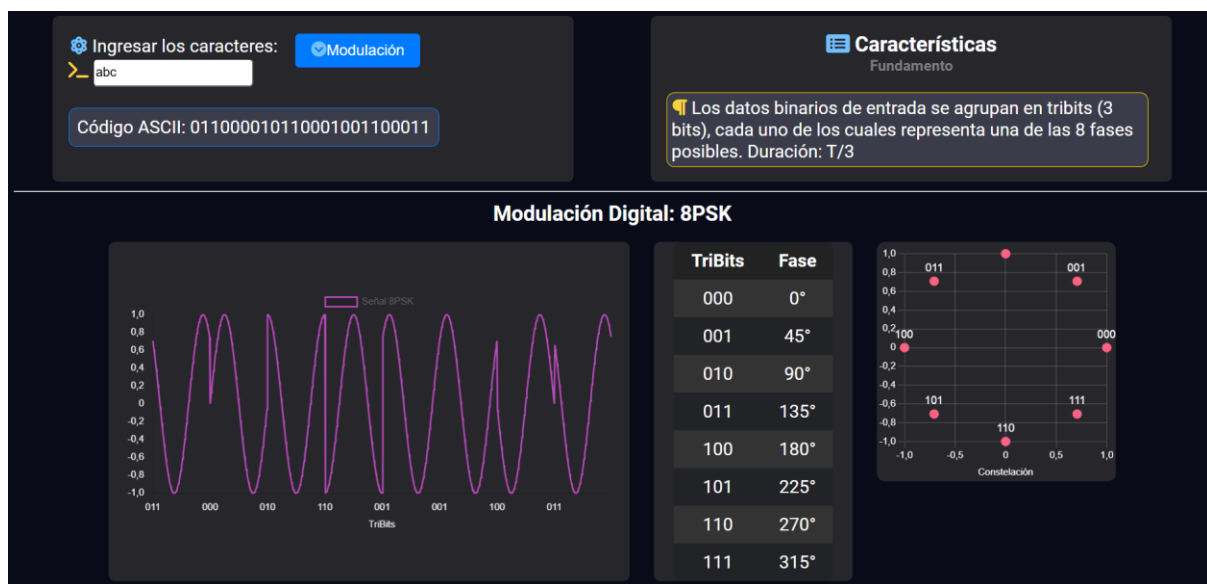 Ingresar los caracteres:
Modulación
abc
Código ASCII: 011000010110001001100011
Características
Fundamento
Los datos binarios de entrada se agrupan en tribits (3
bits), cada uno de los cuales representa una de las 8 fases
posibles. Duración: T/3
Modulación Digital: 8PSK
Señal 8PSK
1,0
0,8
0,6
0,4
0,2
0
-0,2
-0,4
-0,6
-0,8
-1,0
011 000 010 110 001 001 100 011
TriBits
TriBits Fase
000 0°
001 45°
010 90°
011 135°
100 180°
101 225°
110 270°
111 315°
1,0
0,8 011 001
0,6
0,4
0,2 100 000
0
-0,2
-0,4
-0,6 101 111
-0,8 110
-1,0
-1,0 -0,5 0 0,5 1,0
Constelación